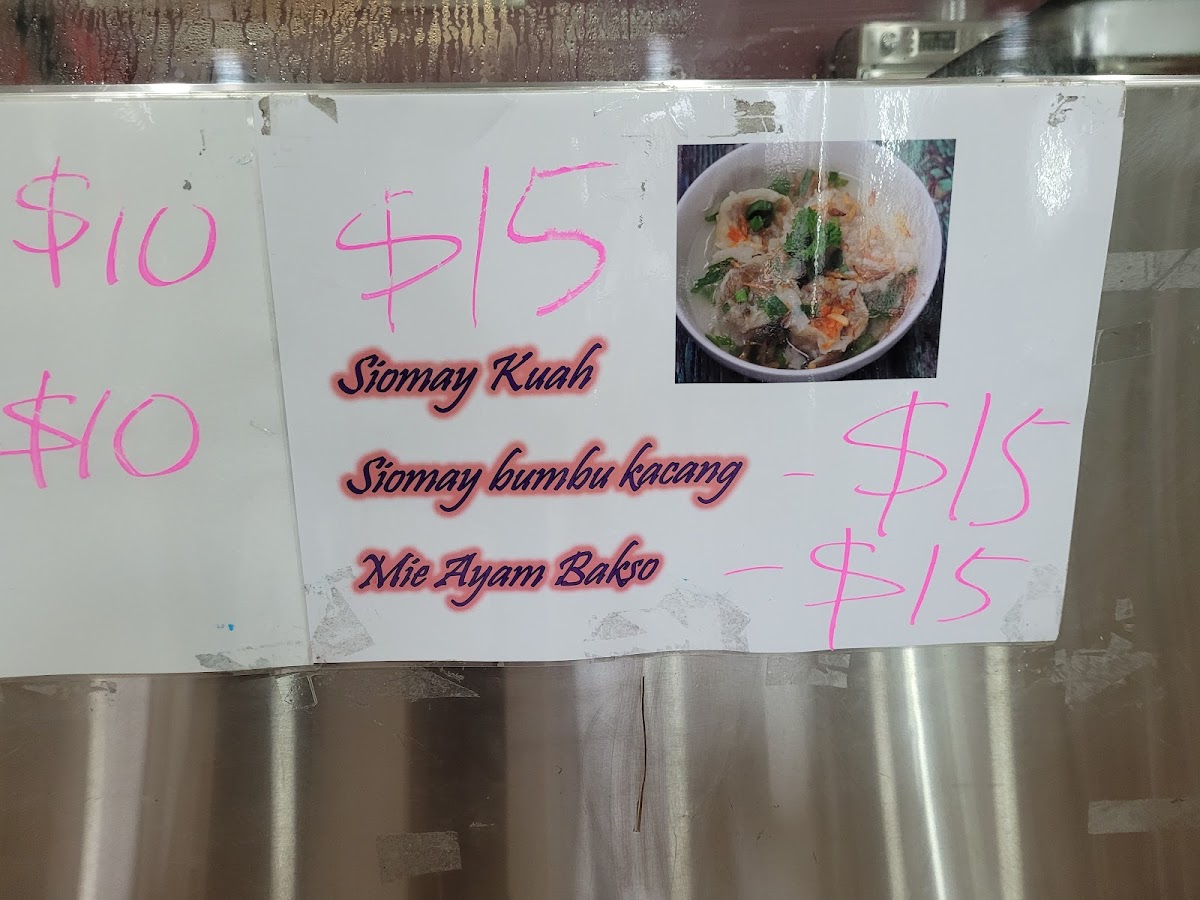 $10
$10
$15
Siomay Kuah
Siomay bumbu kacang - $15
Mie Ayam Bakso - $15